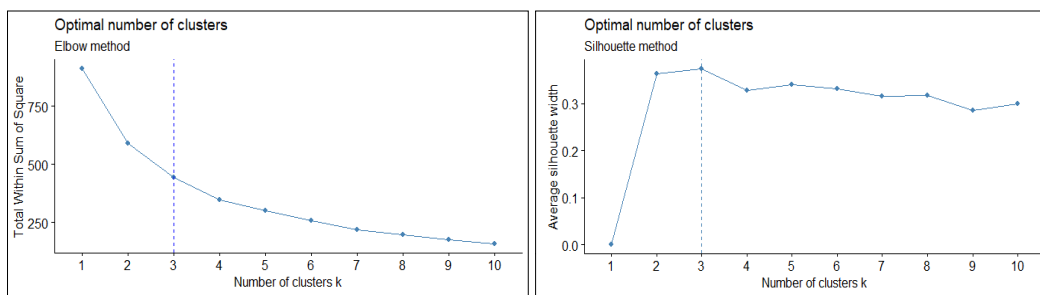 Optimal number of clusters
Elbow method
Total Within Sum of Square
750
500
250
1 2 3 4 5 6 7 8 9 10
Number of clusters k
Optimal number of clusters
Silhouette method
Average silhouette width
0.3
0.2
0.1
0.0
1 2 3 4 5 6 7 8 9 10
Number of clusters k